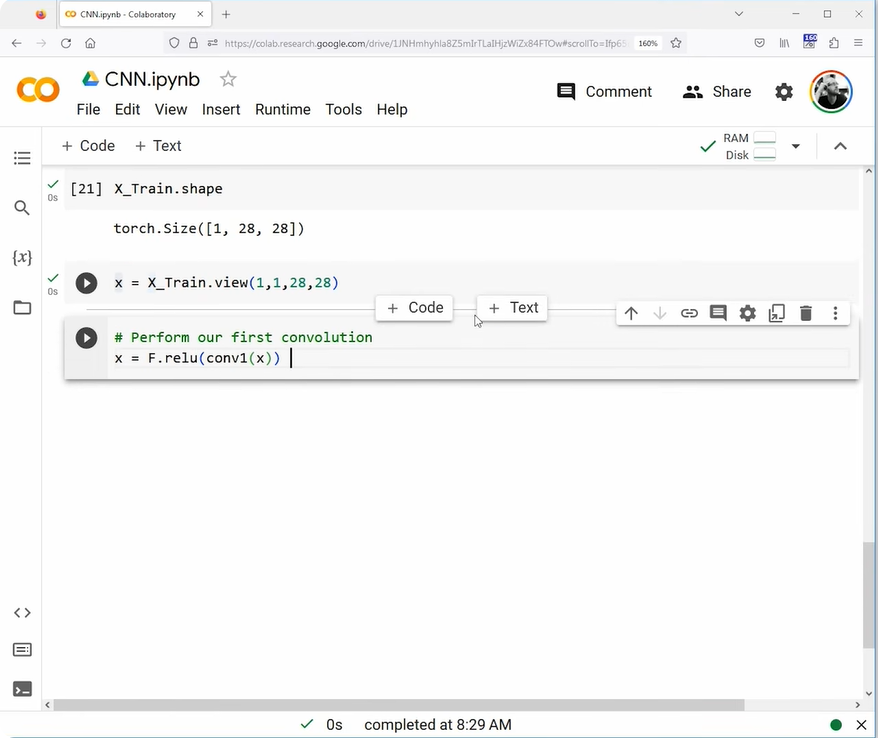 CNN.ipynb - Colaboratory
https://colab.research.google.com/drive/1JNHmhyhla8Z5mIrTLaIHjzWiZx84FTOw#scrollTo=Ifp65
160%
160
CNN.ipynb
File Edit View Insert Runtime Tools Help
Comment
Share
+ Code + Text
RAM
Disk
0s
[21] X_Train.shape
torch.Size([1, 28, 28])
0s
x = X_Train.view(1,1,28,28)
+ Code + Text
# Perform our first convolution
x = F.relu(conv1(x))
{x}
0s completed at 8:29 AM